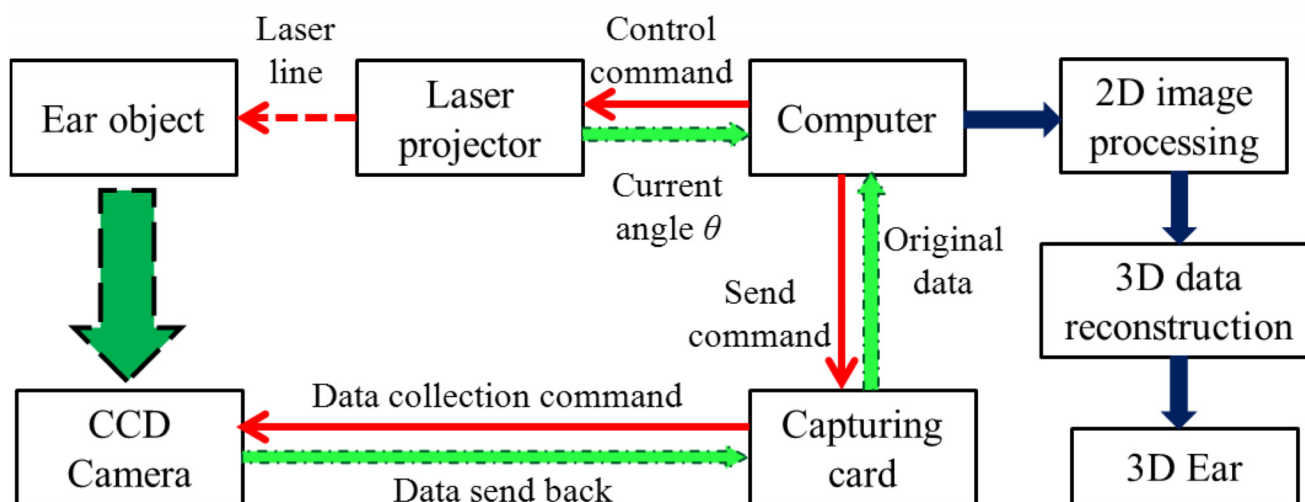 Laser
line
Control
command
Ear object
Laser
projector
Computer
2D image
processing
Current
angle θ
Original
data
Send
command
3D data
reconstruction
Data collection command
CCD
Camera
Capturing
card
Data send back
3D Ear